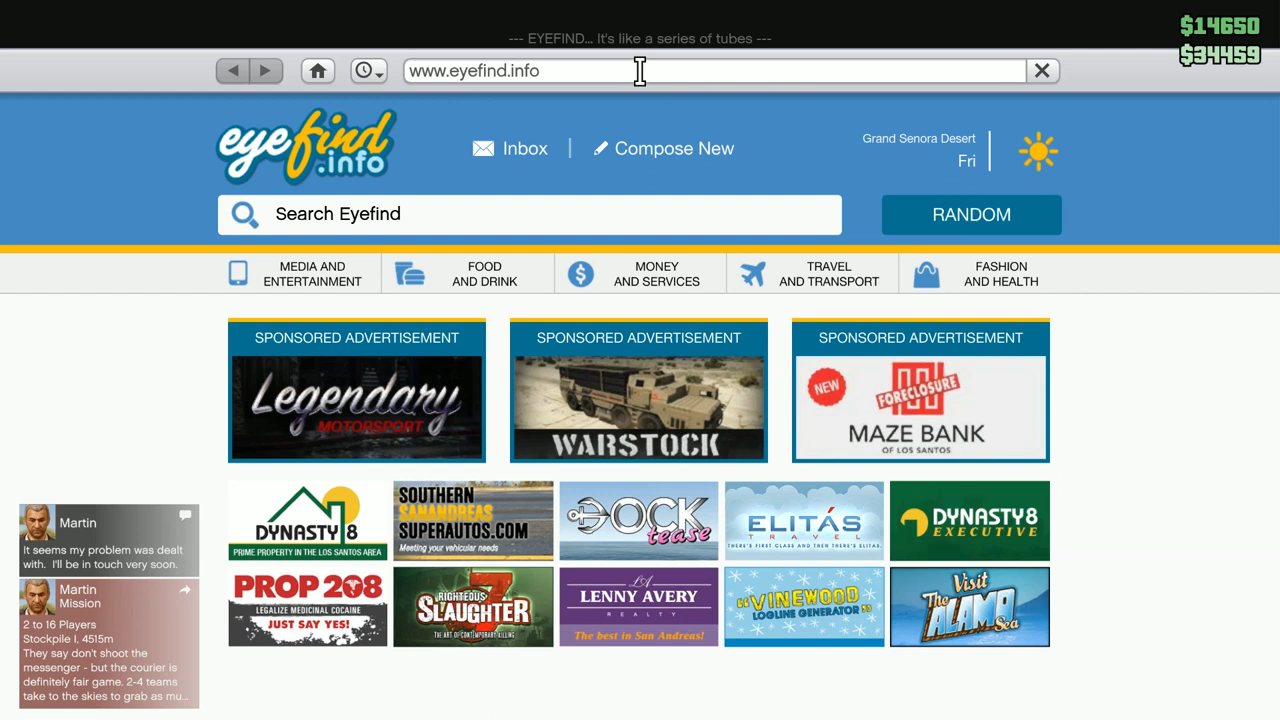 --- EYEFIND... It's like a series of tubes ---
$14650
$34459
www.eyefind.info
eyefind
.info
Inbox
Compose New
Grand Senora Desert
Fri
Search Eyefind
RANDOM
MEDIA AND
ENTERTAINMENT
FOOD
AND DRINK
MONEY
AND SERVICES
TRAVEL
AND TRANSPORT
FASHION
AND HEALTH
SPONSORED ADVERTISEMENT
Legendary
MOTORSPORT
SPONSORED ADVERTISEMENT
WARSTOCK
SPONSORED ADVERTISEMENT
NEW
FORECLOSURE
MAZE BANK
OF LOS SANTOS
DYNASTY 8
PRIME PROPERTY IN THE LOS SANTOS AREA
SOUTHERN
SANANDREAS
SUPERAUTOS.COM
Meeting your vehicular needs
DOCK
tease
ELITÁS
TRAVEL
THERE'S FIRST CLASS AND THEN THERE'S ELITAS
DYNASTY 8
EXECUTIVE
PROP 208
LEGALIZE MEDICINAL COCAINE
JUST SAY YES!
RIGHTEOUS
SLAUGHTER
7
THE ART OF CONTEMPORARY KILLING
LA
LENNY AVERY
REALTY
The best in San Andreas!
"VINEWOOD
LOGLINE GENERATOR"
Visit
The
ALAMO
Sea
Martin
It seems my problem was dealt
with. I'll be in touch very soon.
Martin
Mission
2 to 16 Players
Stockpile I, 4515m
They say don't shoot the
messenger - but the courier is
definitely fair game. 2-4 teams
take to the skies to grab as mu...